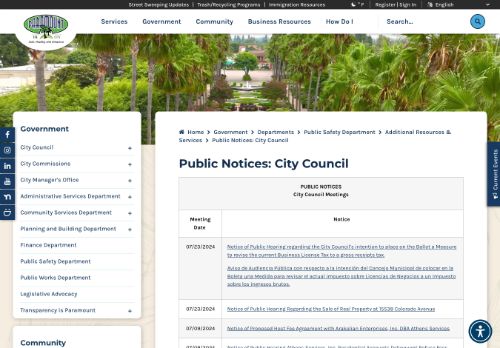 Street Sweeping Updates | Trash/Recycling Programs | Immigration Resources
°F | Register | Sign In English
PARAMOUNT
Services Government Community Business Resources How Do I Search...
Government
City Council +
City Commissions +
City Manager's Office +
Administrative Services Department +
Community Services Department +
Planning and Building Department +
Finance Department
Public Safety Department
Public Works Department
Legislative Advocacy
Transparency In Paramount +
Community
Home > Government > Departments > Public Safety Department > Additional Resources &
Services > Public Notices: City Council
Public Notices: City Council
PUBLIC NOTICES
City Council Meetings
Meeting
Date
Notice
07/23/2024
Notice of Public Hearing regarding the City Council's intention to place on the Ballot a Measure
to revise the current Business License Tax to a gross receipts tax.
Aviso de Audiencia Pública con respecto a la intención del Concejo Municipal de colocar en la
Boleta una Medida para revisar el actual Impuesto sobre Licencias de Negocios a un Impuesto
sobre los ingresos brutos.
07/23/2024 Notice of Public Hearing Regarding the Sale of Real Property at 15538 Colorado Avenue
07/09/2024 Notice of Proposed Host Fee Agreement with Arakelian Enterprises, Inc. DBA Athens Services
Current Events